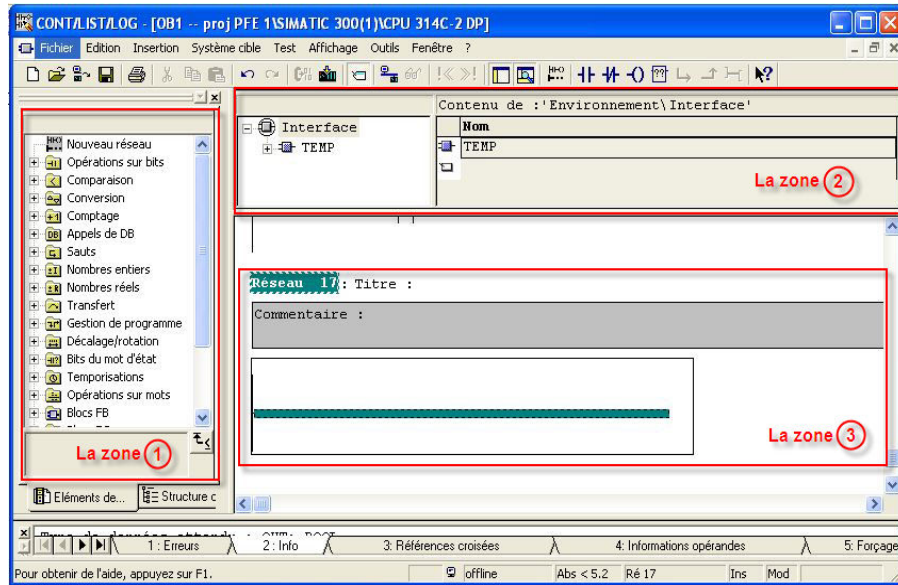 CONT/LIST/LOG - [OB1 -- proj PFE 1\SIMATIC 300(1)\CPU 314C-2 DP]
Fichier Edition Insertion Système cible Test Affichage Outils Fenêtre ?
Contenu de :'Environnement\Interface'
Interface
TEMP
Nom
TEMP
La zone 2
Nouveau réseau
Opérations sur bits
Comparaison
Conversion
Comptage
Appels de DB
Sauts
Nombres entiers
Nombres réels
Transfert
Gestion de programme
Décalage/rotation
Bits du mot d'état
Temporisations
Opérations sur mots
Blocs FB
La zone 1
Eléments de...
Structure c
Réseau 17 : Titre :
Commentaire :
La zone 3
1 : Erreurs
2 : Info
3: Références croisées
4: Informations opérandes
5: Forçage
Pour obtenir de l'aide, appuyez sur F1.
offline
Abs < 5.2
Ré 17
Ins
Mod